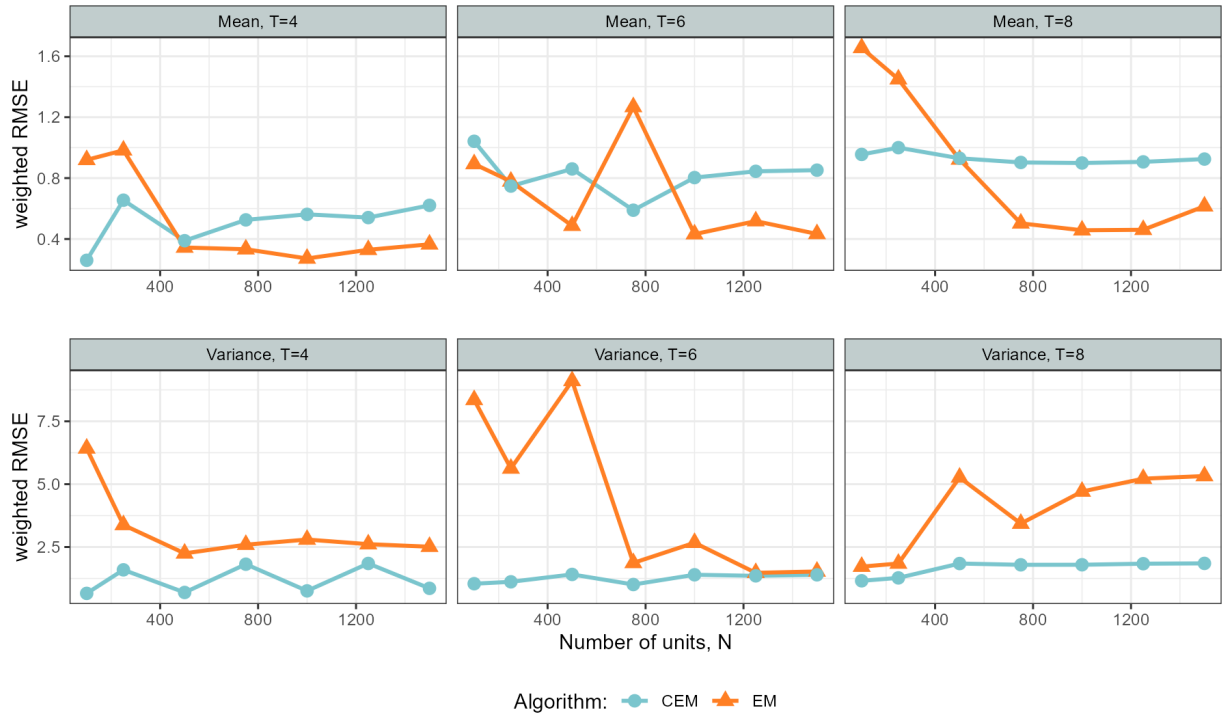 Mean, T=4
Mean, T=6
Mean, T=8
weighted RMSE
1.6
1.2
0.8
0.4
400 800 1200
400 800 1200
400 800 1200
Variance, T=4
Variance, T=6
Variance, T=8
weighted RMSE
7.5
5.0
2.5
400 800 1200
400 800 1200
400 800 1200
Number of units, N
Algorithm: CEM EM